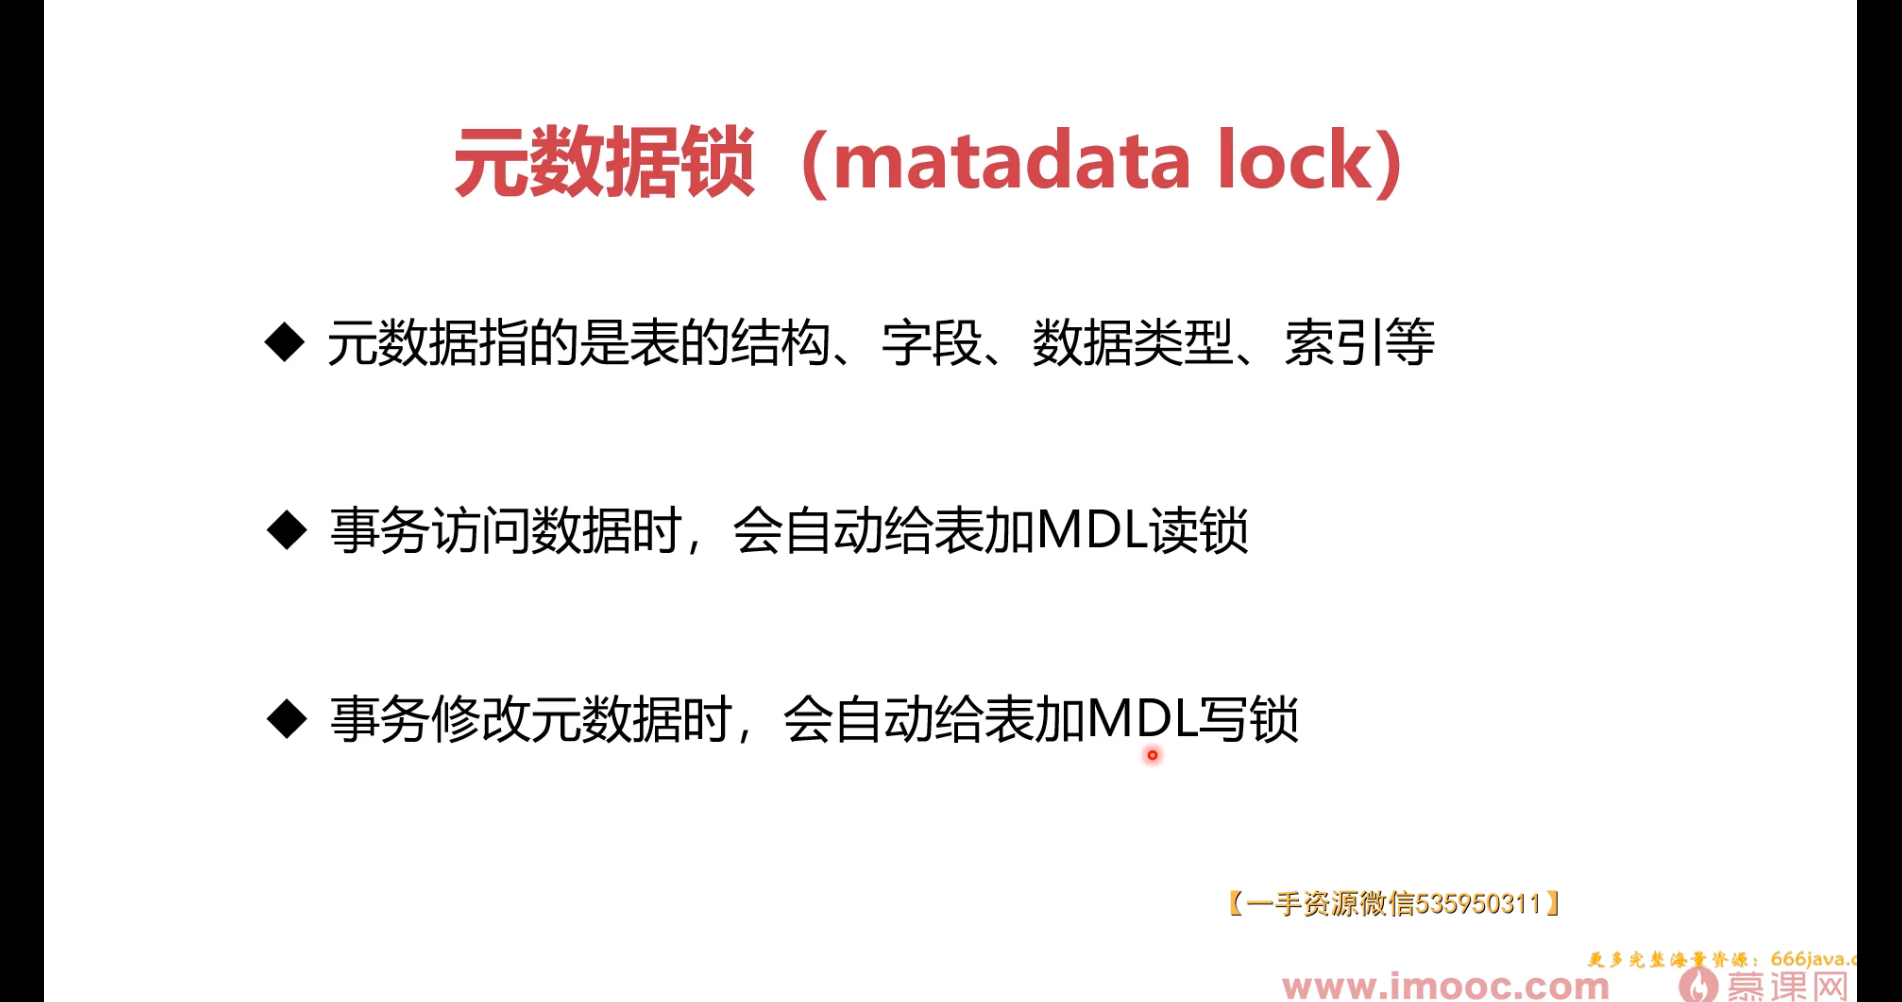 元数据锁（matadata lock）
◆ 元数据指的是表的结构、字段、数据类型、索引等
◆ 事务访问数据时，会自动给表加MDL读锁
◆ 事务修改元数据时，会自动给表加MDL写锁
【一手资源微信535950311】
更多完整海量资源：666java.c
www.imooc.com 慕课网